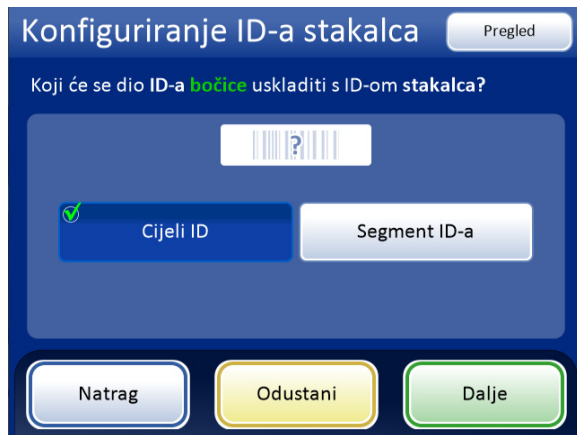 Konfiguriranje ID-a stakalca
Pregled
Koji će se dio ID-a bočice uskladiti s ID-om stakalca?
?
Cijeli ID
Segment ID-a
Natrag
Odustani
Dalje